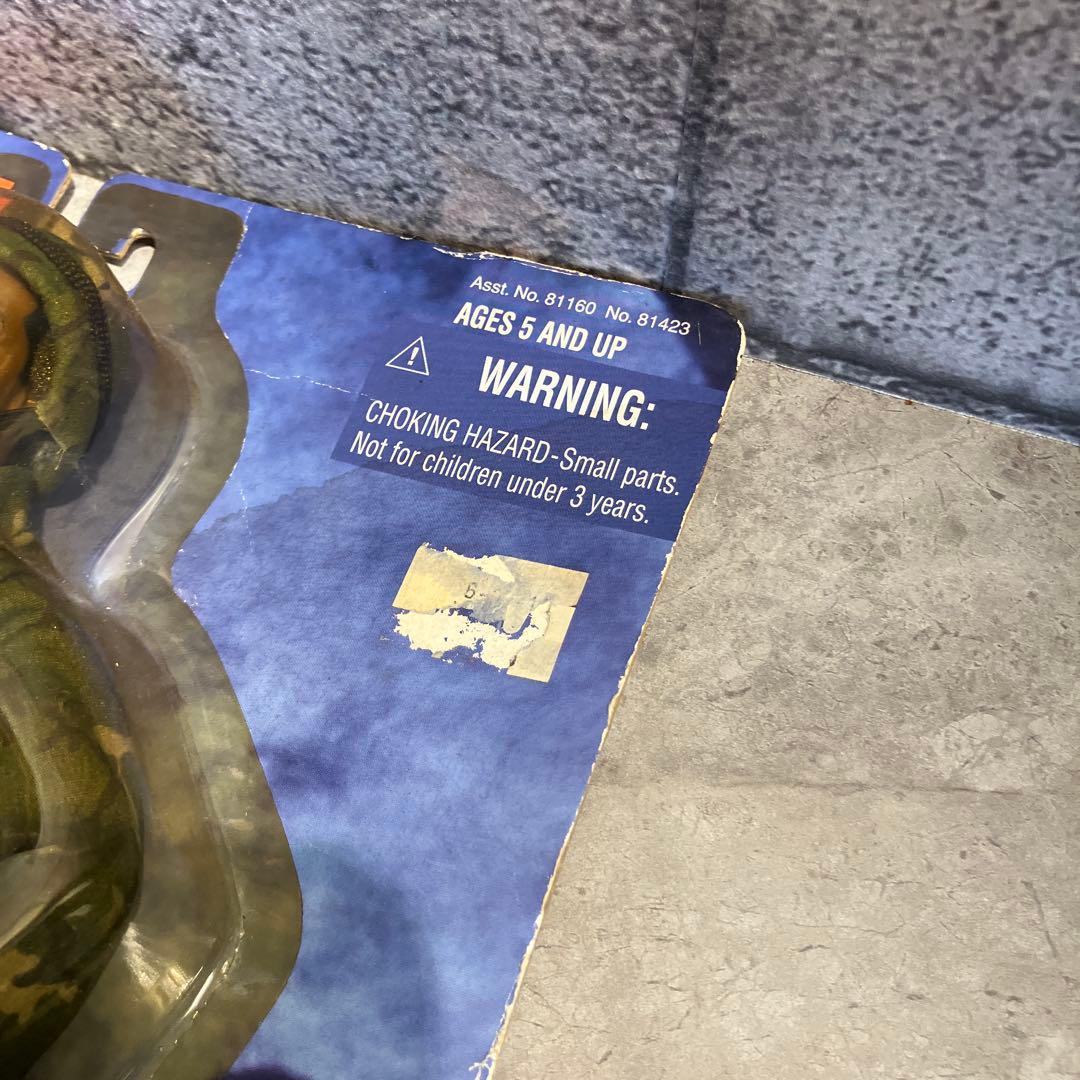 Asst. No. 81160 No. 81423
AGES 5 AND UP
WARNING:
CHOKING HAZARD-Small parts.
Not for children under 3 years.
6